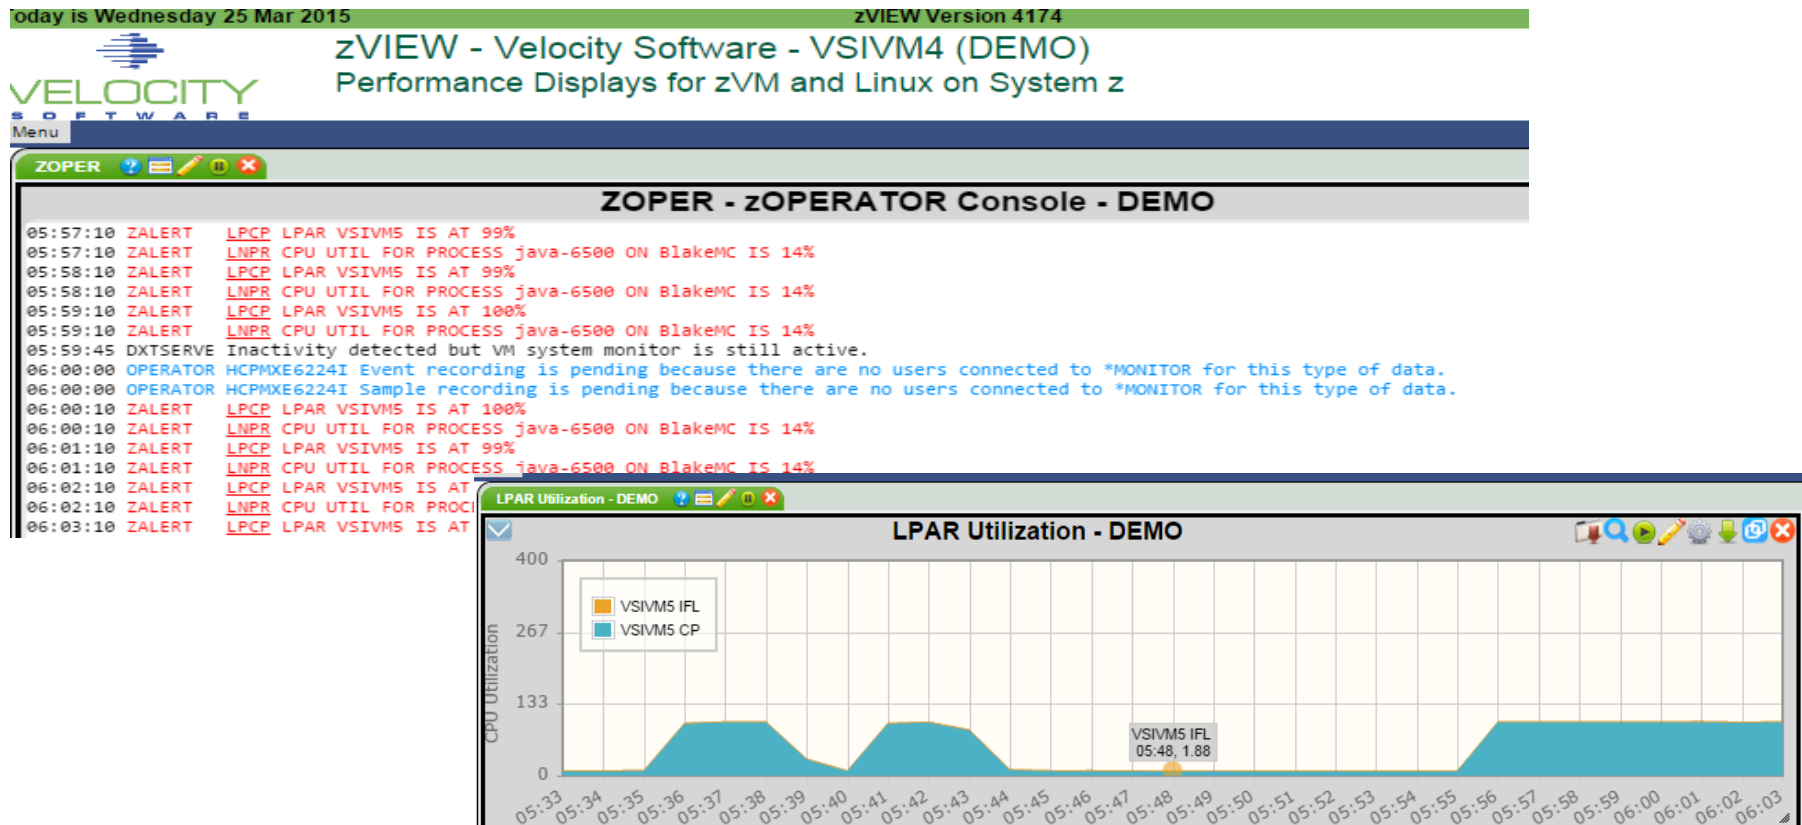 oday is Wednesday 25 Mar 2015
zVIEW Version 4174
zVIEW - Velocity Software - VSIVM4 (DEMO)
Performance Displays for zVM and Linux on System z
VELOCITY
SOFTWARE
Menu
ZOPER
ZOPER - zOPERATOR Console - DEMO
05:57:10 ZALERT LPCP LPAR VSIVM5 IS AT 99%
05:57:10 ZALERT LNPR CPU UTIL FOR PROCESS java-6500 ON BlakeMC IS 14%
05:58:10 ZALERT LPCP LPAR VSIVM5 IS AT 99%
05:58:10 ZALERT LNPR CPU UTIL FOR PROCESS java-6500 ON BlakeMC IS 14%
05:59:10 ZALERT LPCP LPAR VSIVM5 IS AT 100%
05:59:10 ZALERT LNPR CPU UTIL FOR PROCESS java-6500 ON BlakeMC IS 14%
05:59:45 DXTSERVE Inactivity detected but VM system monitor is still active.
06:00:00 OPERATOR HCPMXE6224I Event recording is pending because there are no users connected to *MONITOR for this type of data.
06:00:00 OPERATOR HCPMXE6224I Sample recording is pending because there are no users connected to *MONITOR for this type of data.
06:00:10 ZALERT LPCP LPAR VSIVM5 IS AT 100%
06:00:10 ZALERT LNPR CPU UTIL FOR PROCESS java-6500 ON BlakeMC IS 14%
06:01:10 ZALERT LPCP LPAR VSIVM5 IS AT 99%
06:01:10 ZALERT LNPR CPU UTIL FOR PROCESS java-6500 ON BlakeMC IS 14%
06:02:10 ZALERT LPCP LPAR VSIVM5 IS AT
06:02:10 ZALERT LNPR CPU UTIL FOR PROC
06:03:10 ZALERT LPCP LPAR VSIVM5 IS AT
LPAR Utilization - DEMO
LPAR Utilization - DEMO
CPU Utilization
400
267
133
0
VSIVM5 IFL
VSIVM5 CP
VSIVM5 IFL
05:48, 1.88
05:33 05:34 05:35 05:36 05:37 05:38 05:39 05:40 05:41 05:42 05:43 05:44 05:45 05:46 05:47 05:48 05:49 05:50 05:51 05:52 05:53 05:54 05:55 05:56 05:57 05:58 05:59 06:00 06:01 06:02 06:03